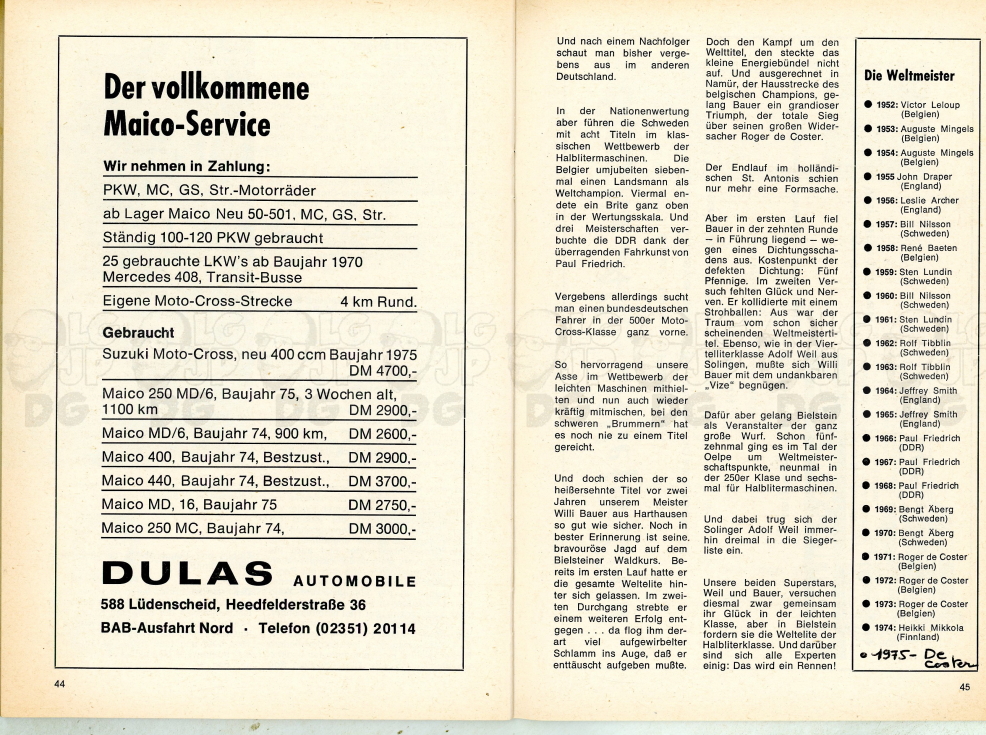 Der vollkommene
Maico-Service
Wir nehmen in Zahlung:
PKW, MC, GS, Str.-Motorräder
ab Lager Maico Neu 50-501, MC, GS, Str.
Ständig 100-120 PKW gebraucht
25 gebrauchte LKW's ab Baujahr 1970
Mercedes 408, Transit-Busse
Eigene Moto-Cross-Strecke 4 km Rund.
Gebraucht
Suzuki Moto-Cross, neu 400 ccm Baujahr 1975
DM 4700,-
Maico 250 MD/6, Baujahr 75, 3 Wochen alt,
1100 km DM 2900,-
Maico MD/6, Baujahr 74, 900 km, DM 2600,-
Maico 400, Baujahr 74, Bestzust., DM 2900,-
Maico 440, Baujahr 74, Bestzust., DM 3700,-
Maico MD, 16, Baujahr 75 DM 2750,-
Maico 250 MC, Baujahr 74, DM 3000,-
DULAS AUTOMOBILE
588 Lüdenscheid, Heedfelderstraße 36
BAB-Ausfahrt Nord · Telefon (02351) 20114
44
Und nach einem Nachfolger
schaut man bisher verge-
bens aus im anderen
Deutschland.
In der Nationenwertung
aber führen die Schweden
mit acht Titeln im klas-
sischen Wettbewerb der
Halblitermaschinen. Die
Belgier umjubelten sieben-
mal einen Landsmann als
Weltchampion. Viermal en-
dete ein Brite ganz oben
in der Wertungsskala. Und
drei Meisterschaften ver-
buchte die DDR dank der
überragenden Fahrkunst von
Paul Friedrich.
Vergebens allerdings sucht
man einen bundesdeutschen
Fahrer in der 500er Moto-
Cross-Klasse ganz vorne.
So hervorragend unsere
Asse im Wettbewerb der
leichten Maschinen mithiel-
ten und nun auch wieder
kräftig mitmischen, bei den
schweren „Brummern" hat
es noch nie zu einem Titel
gereicht.
Und doch schien der so
heißersehnte Titel vor zwei
Jahren unserem Meister
Willi Bauer aus Harthausen
so gut wie sicher. Noch in
bester Erinnerung ist seine.
bravouröse Jagd auf dem
Bielsteiner Waldkurs. Be-
reits im ersten Lauf hatte er
die gesamte Weltelite hin-
ter sich gelassen. Im zwei-
ten Durchgang strebte er
einem weiteren Erfolg ent-
gegen . . . da flog ihm der-
art viel aufgewirbelter
Schlamm ins Auge, daß er
enttäuscht aufgeben mußte.
Doch den Kampf um den
Welttitel, den steckte das
kleine Energiebündel nicht
auf. Und ausgerechnet in
Namür, der Hausstrecke des
belgischen Champions, ge-
lang Bauer ein grandioser
Triumph, der totale Sieg
über seinen großen Wider-
sacher Roger de Coster.
Der Endlauf im holländi-
schen St. Antonis schien
nur mehr eine Formsache.
Aber im ersten Lauf fiel
Bauer in der zehnten Runde
— in Führung liegend — we-
gen eines Dichtungsscha-
dens aus. Kostenpunkt der
defekten Dichtung: Fünf
Pfennige. Im zweiten Ver-
such fehlten Glück und Ner-
ven. Er kollidierte mit einem
Strohballen: Aus war der
Traum vom schon sicher
scheinenden Weltmeisterti-
tel. Ebenso, wie in der Vier-
telliterklasse Adolf Weil aus
Solingen, mußte sich Willi
Bauer mit dem undankbaren
„Vize" begnügen.
Dafür aber gelang Bielstein
als Veranstalter der ganz
große Wurf. Schon fünf-
zehnmal ging es im Tal der
Oelpe um Weltmeister-
schaftspunkte, neunmal in
der 250er Klase und sechs-
mal für Halblitermaschinen.
Und dabei trug sich der
Solinger Adolf Weil immer-
hin dreimal in die Sieger-
liste ein.
Unsere beiden Superstars,
Weil und Bauer, versuchen
diesmal zwar gemeinsam
ihr Glück in der leichten
Klasse, aber in Bielstein
fordern sie die Weltelite der
Halbliterklasse. Und darüber
sind sich alle Experten
einig: Das wird ein Rennen!
Die Weltmeister
● 1952: Victor Leloup
(Belgien)
● 1953: Auguste Mingels
(Belgien)
● 1954: Auguste Mingels
(Belgien)
● 1955 John Draper
(England)
● 1956: Leslie Archer
(England)
● 1957: Bill Nilsson
(Schweden)
● 1958: René Baeten
(Belgien)
● 1959: Sten Lundin
(Schweden)
● 1960: Bill Nilsson
(Schweden)
● 1961: Sten Lundin
(Schweden)
● 1962: Rolf Tibblin
(Schweden)
● 1963: Rolf Tibblin
(Schweden)
● 1964: Jeffrey Smith
(England)
● 1965: Jeffrey Smith
(England)
● 1966: Paul Friedrich
(DDR)
● 1967: Paul Friedrich
(DDR)
● 1968: Paul Friedrich
(DDR)
● 1969: Bengt Äberg
(Schweden)
● 1970: Bengt Äberg
(Schweden)
● 1971: Roger de Coster
(Belgien)
● 1972: Roger de Coster
(Belgien)
● 1973: Roger de Coster
(Belgien)
● 1974: Heikki Mikkola
(Finnland)
● 1975- De
Coster
45